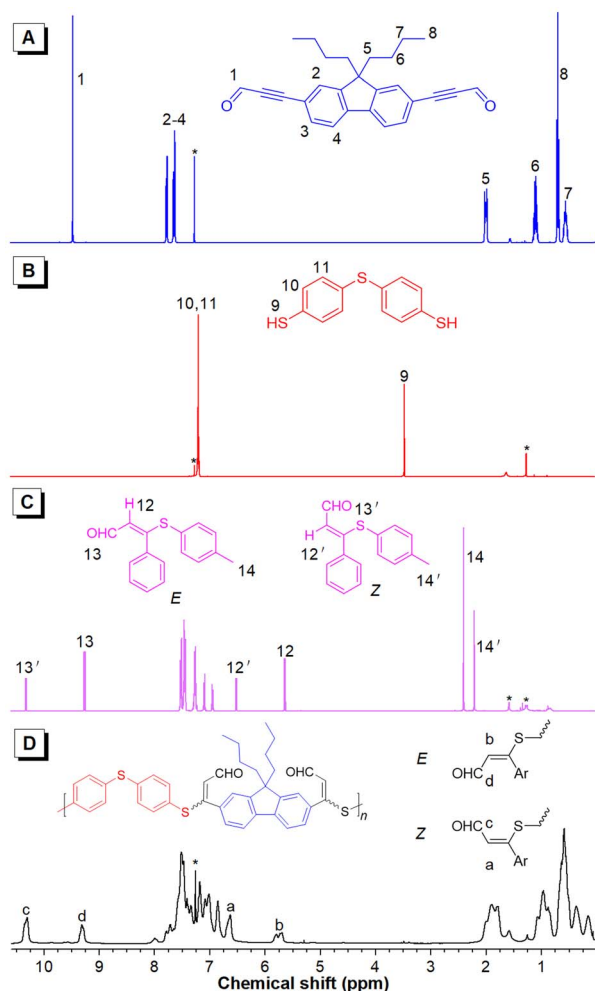 A
7
8
5
6
1
2
O
O
3
4
1
2-4
*
5
6
8
7
B
11
10
S
9
HS
SH
10,11
*
9
*
C
H 12
OHC
S
13
14
E
CHO 13'
H
S
12'
14'
Z
13'
13
12'
12
14
14'
* *
D
S
S
CHO
OHC
S
n
b
S
E
OHC
d
Ar
OHC c
S
Z
Ar
a
c
d
*
a
b
10 9 8 7 6 5 4 3 2 1
Chemical shift (ppm)